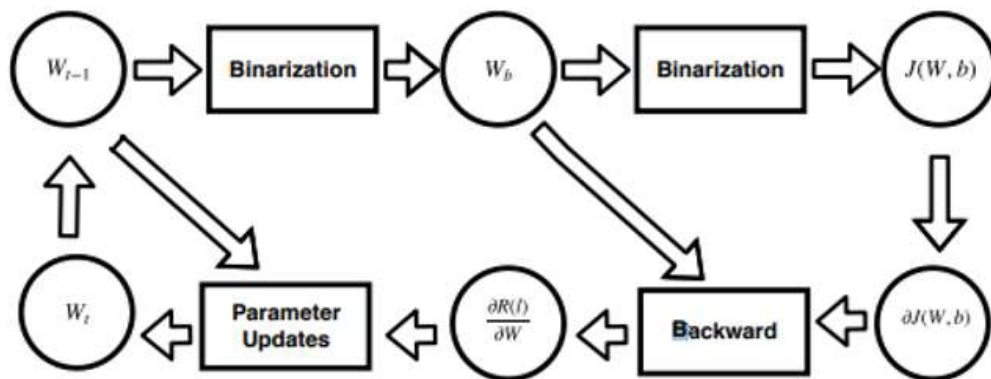 W_{t-1} Binarization W_b Binarization J(W, b)
W_t Parameter Updates ∂R(l)/∂W Backward ∂J(W, b)